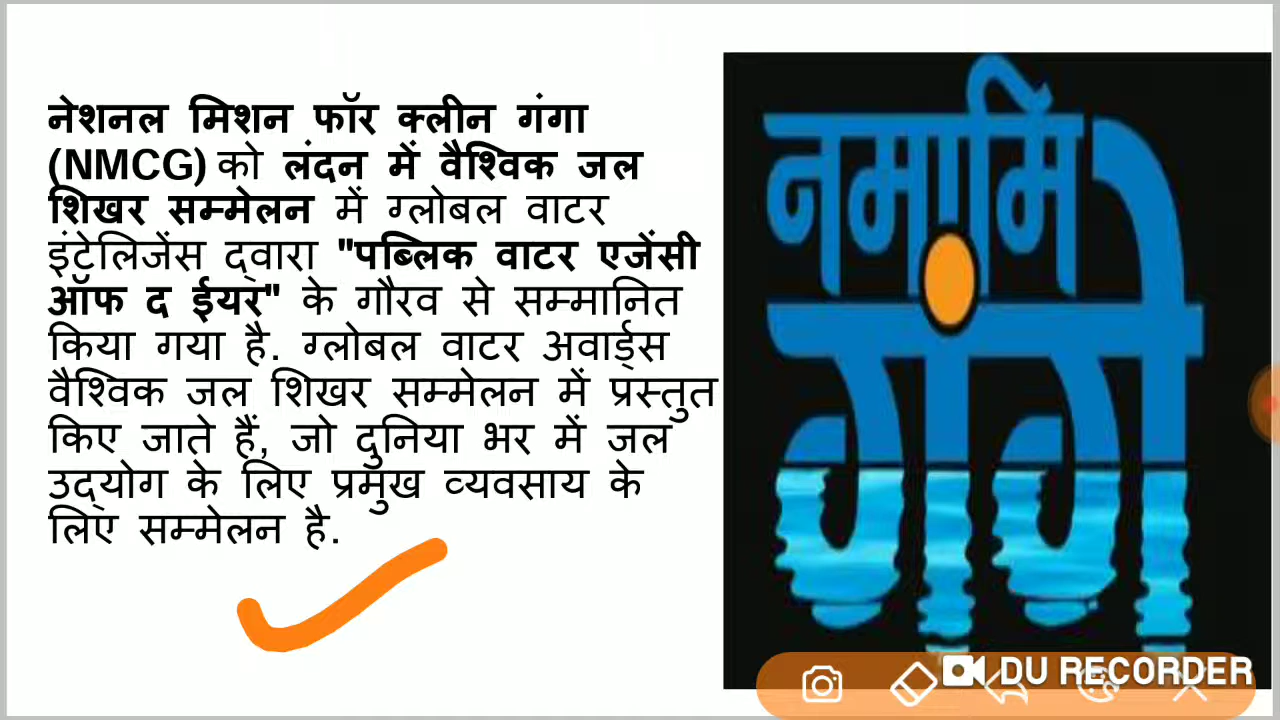 नेशनल मिशन फॉर क्लीन गंगा
(NMCG) को लंदन में वैश्विक जल
शिखर सम्मेलन में ग्लोबल वाटर
इंटेलिजेंस द्वारा "पब्लिक वाटर एजेंसी
ऑफ द ईयर" के गौरव से सम्मानित
किया गया है. ग्लोबल वाटर अवार्ड्स
वैश्विक जल शिखर सम्मेलन में प्रस्तुत
किए जाते हैं, जो दुनिया भर में जल
उद्योग के लिए प्रमुख व्यवसाय के
लिए सम्मेलन है.
नमामि
गंगे
DU RECORDER